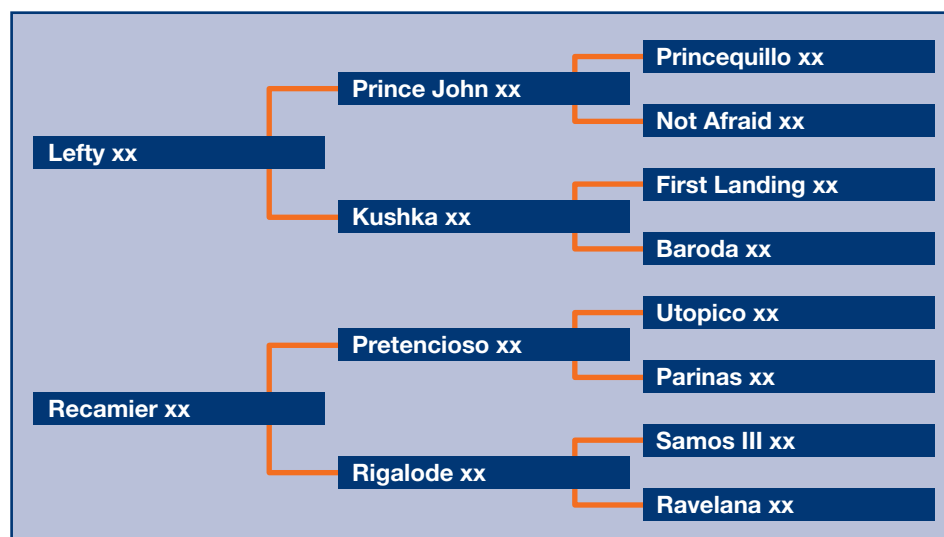 Princequillo xx
Prince John xx
Not Afraid xx
Lefty xx
First Landing xx
Kushka xx
Baroda xx
Utopico xx
Pretencioso xx
Parinas xx
Recamier xx
Samos III xx
Rigalode xx
Ravelana xx